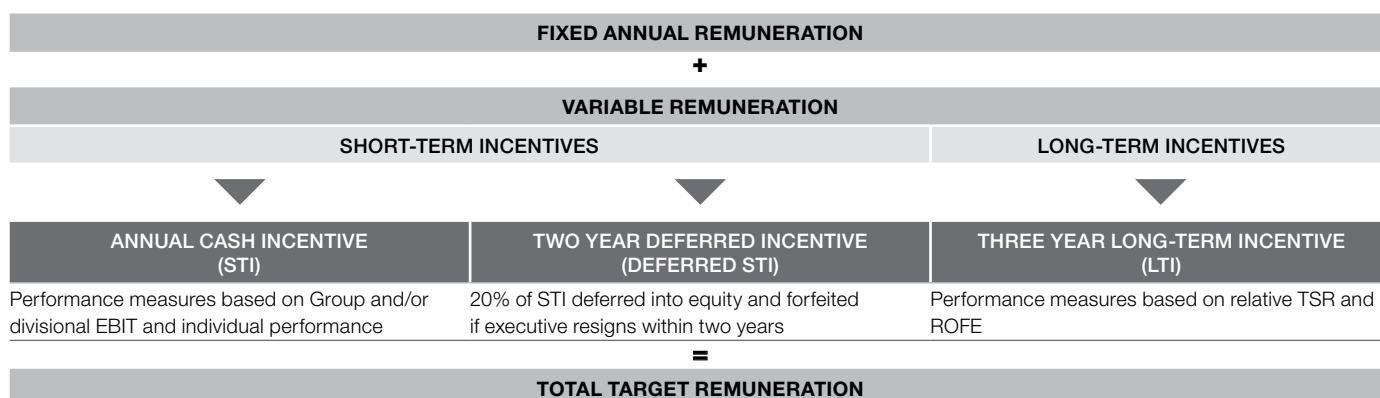 FIXED ANNUAL REMUNERATION
+
VARIABLE REMUNERATION
SHORT-TERM INCENTIVES
LONG-TERM INCENTIVES
ANNUAL CASH INCENTIVE
(STI)
Performance measures based on Group and/or
divisional EBIT and individual performance
TWO YEAR DEFERRED INCENTIVE
(DEFERRED STI)
20% of STI deferred into equity and forfeited
if executive resigns within two years
THREE YEAR LONG-TERM INCENTIVE
(LTI)
Performance measures based on relative TSR and
ROFE
=
TOTAL TARGET REMUNERATION